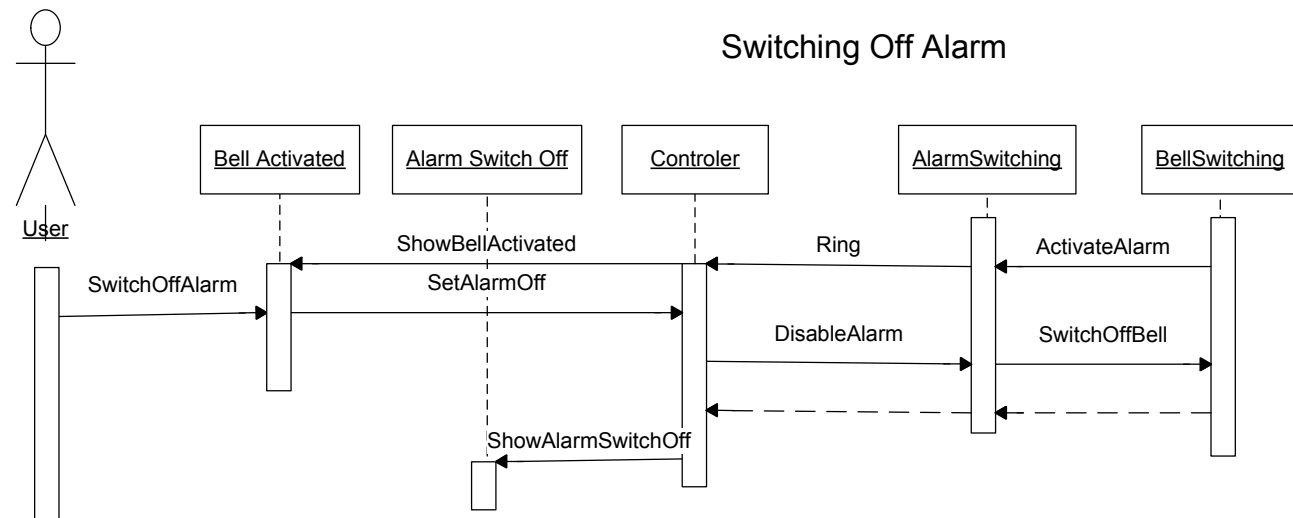 Switching Off Alarm
User
Bell Activated
Alarm Switch Off
Controler
AlarmSwitching
BellSwitching
ShowBellActivated
Ring
ActivateAlarm
SwitchOffAlarm
SetAlarmOff
DisableAlarm
SwitchOffBell
ShowAlarmSwitchOff